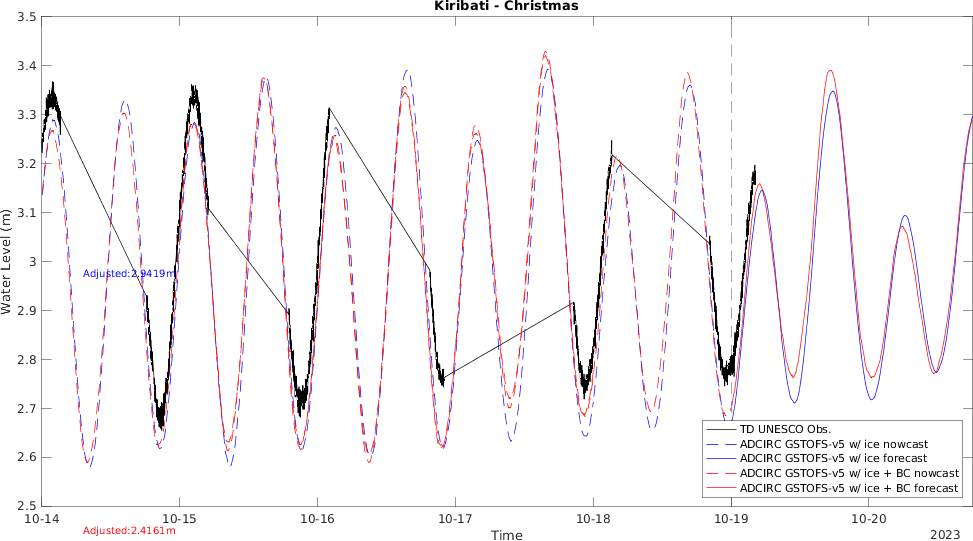 Kiribati - Christmas
3.5
3.4
3.3
3.2
3.1
3
2.9
2.8
2.7
2.6
2.5
Water Level (m)
Adjusted:2.9419m
Adjusted:2.4161m
TD UNESCO Obs.
ADCIRC GSTOFS-v5 w/ ice nowcast
ADCIRC GSTOFS-v5 w/ ice forecast
ADCIRC GSTOFS-v5 w/ ice + BC nowcast
ADCIRC GSTOFS-v5 w/ ice + BC forecast
10-14 10-15 10-16 10-17 10-18 10-19 10-20
Time
2023